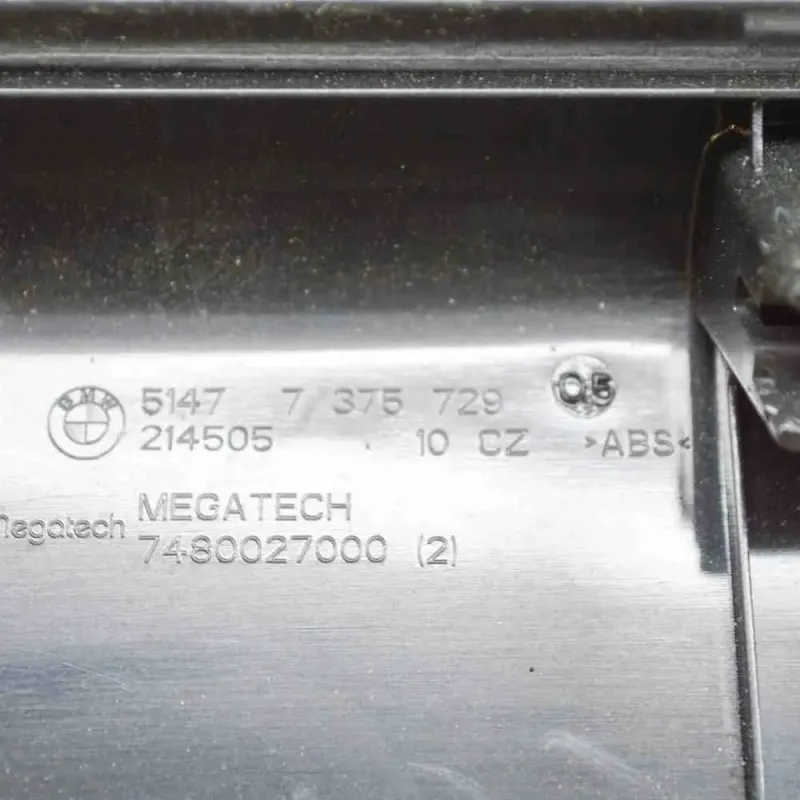 BMW 5147 7 375 729 05
214505 . 10 CZ >ABS<
Megatech MEGATECH
7480027000 (2)